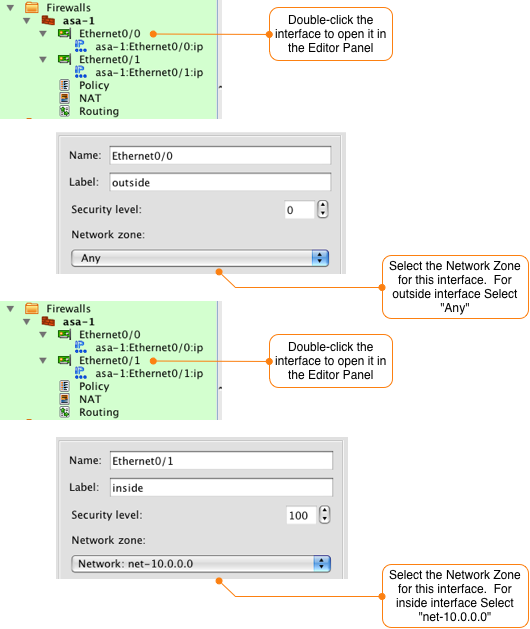 Firewalls
asa-1
Ethernet0/0
asa-1:Ethernet0/0:ip
Ethernet0/1
asa-1:Ethernet0/1:ip
Policy
NAT
Routing
Double-click the
interface to open it in
the Editor Panel
Name: Ethernet0/0
Label: outside
Security level: 0
Network zone:
Any
Select the Network Zone
for this interface. For
outside interface Select
"Any"
Firewalls
asa-1
Ethernet0/0
asa-1:Ethernet0/0:ip
Ethernet0/1
asa-1:Ethernet0/1:ip
Policy
NAT
Routing
Double-click the
interface to open it in
the Editor Panel
Name: Ethernet0/1
Label: inside
Security level: 100
Network zone:
Network: net-10.0.0.0
Select the Network Zone
for this interface. For
inside interface Select
"net-10.0.0.0"